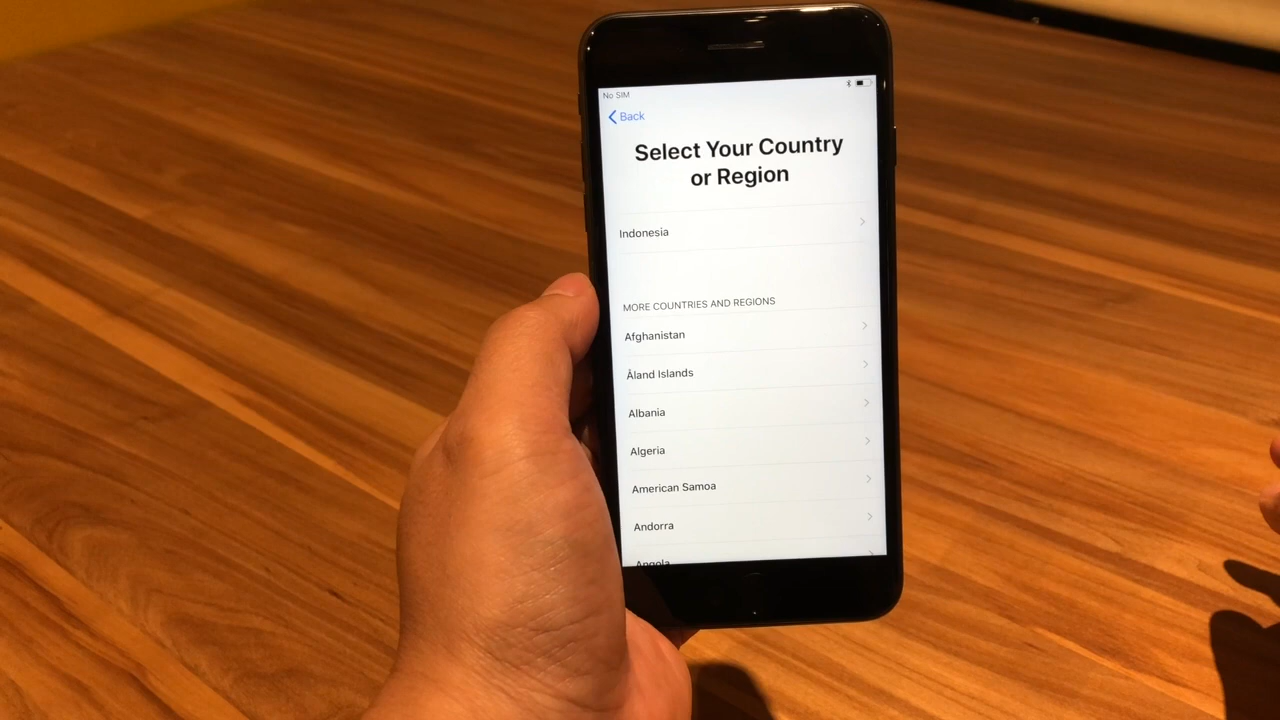 No SIM
Back
Select Your Country
or Region
Indonesia
MORE COUNTRIES AND REGIONS
Afghanistan
Åland Islands
Albania
Algeria
American Samoa
Andorra
Angola